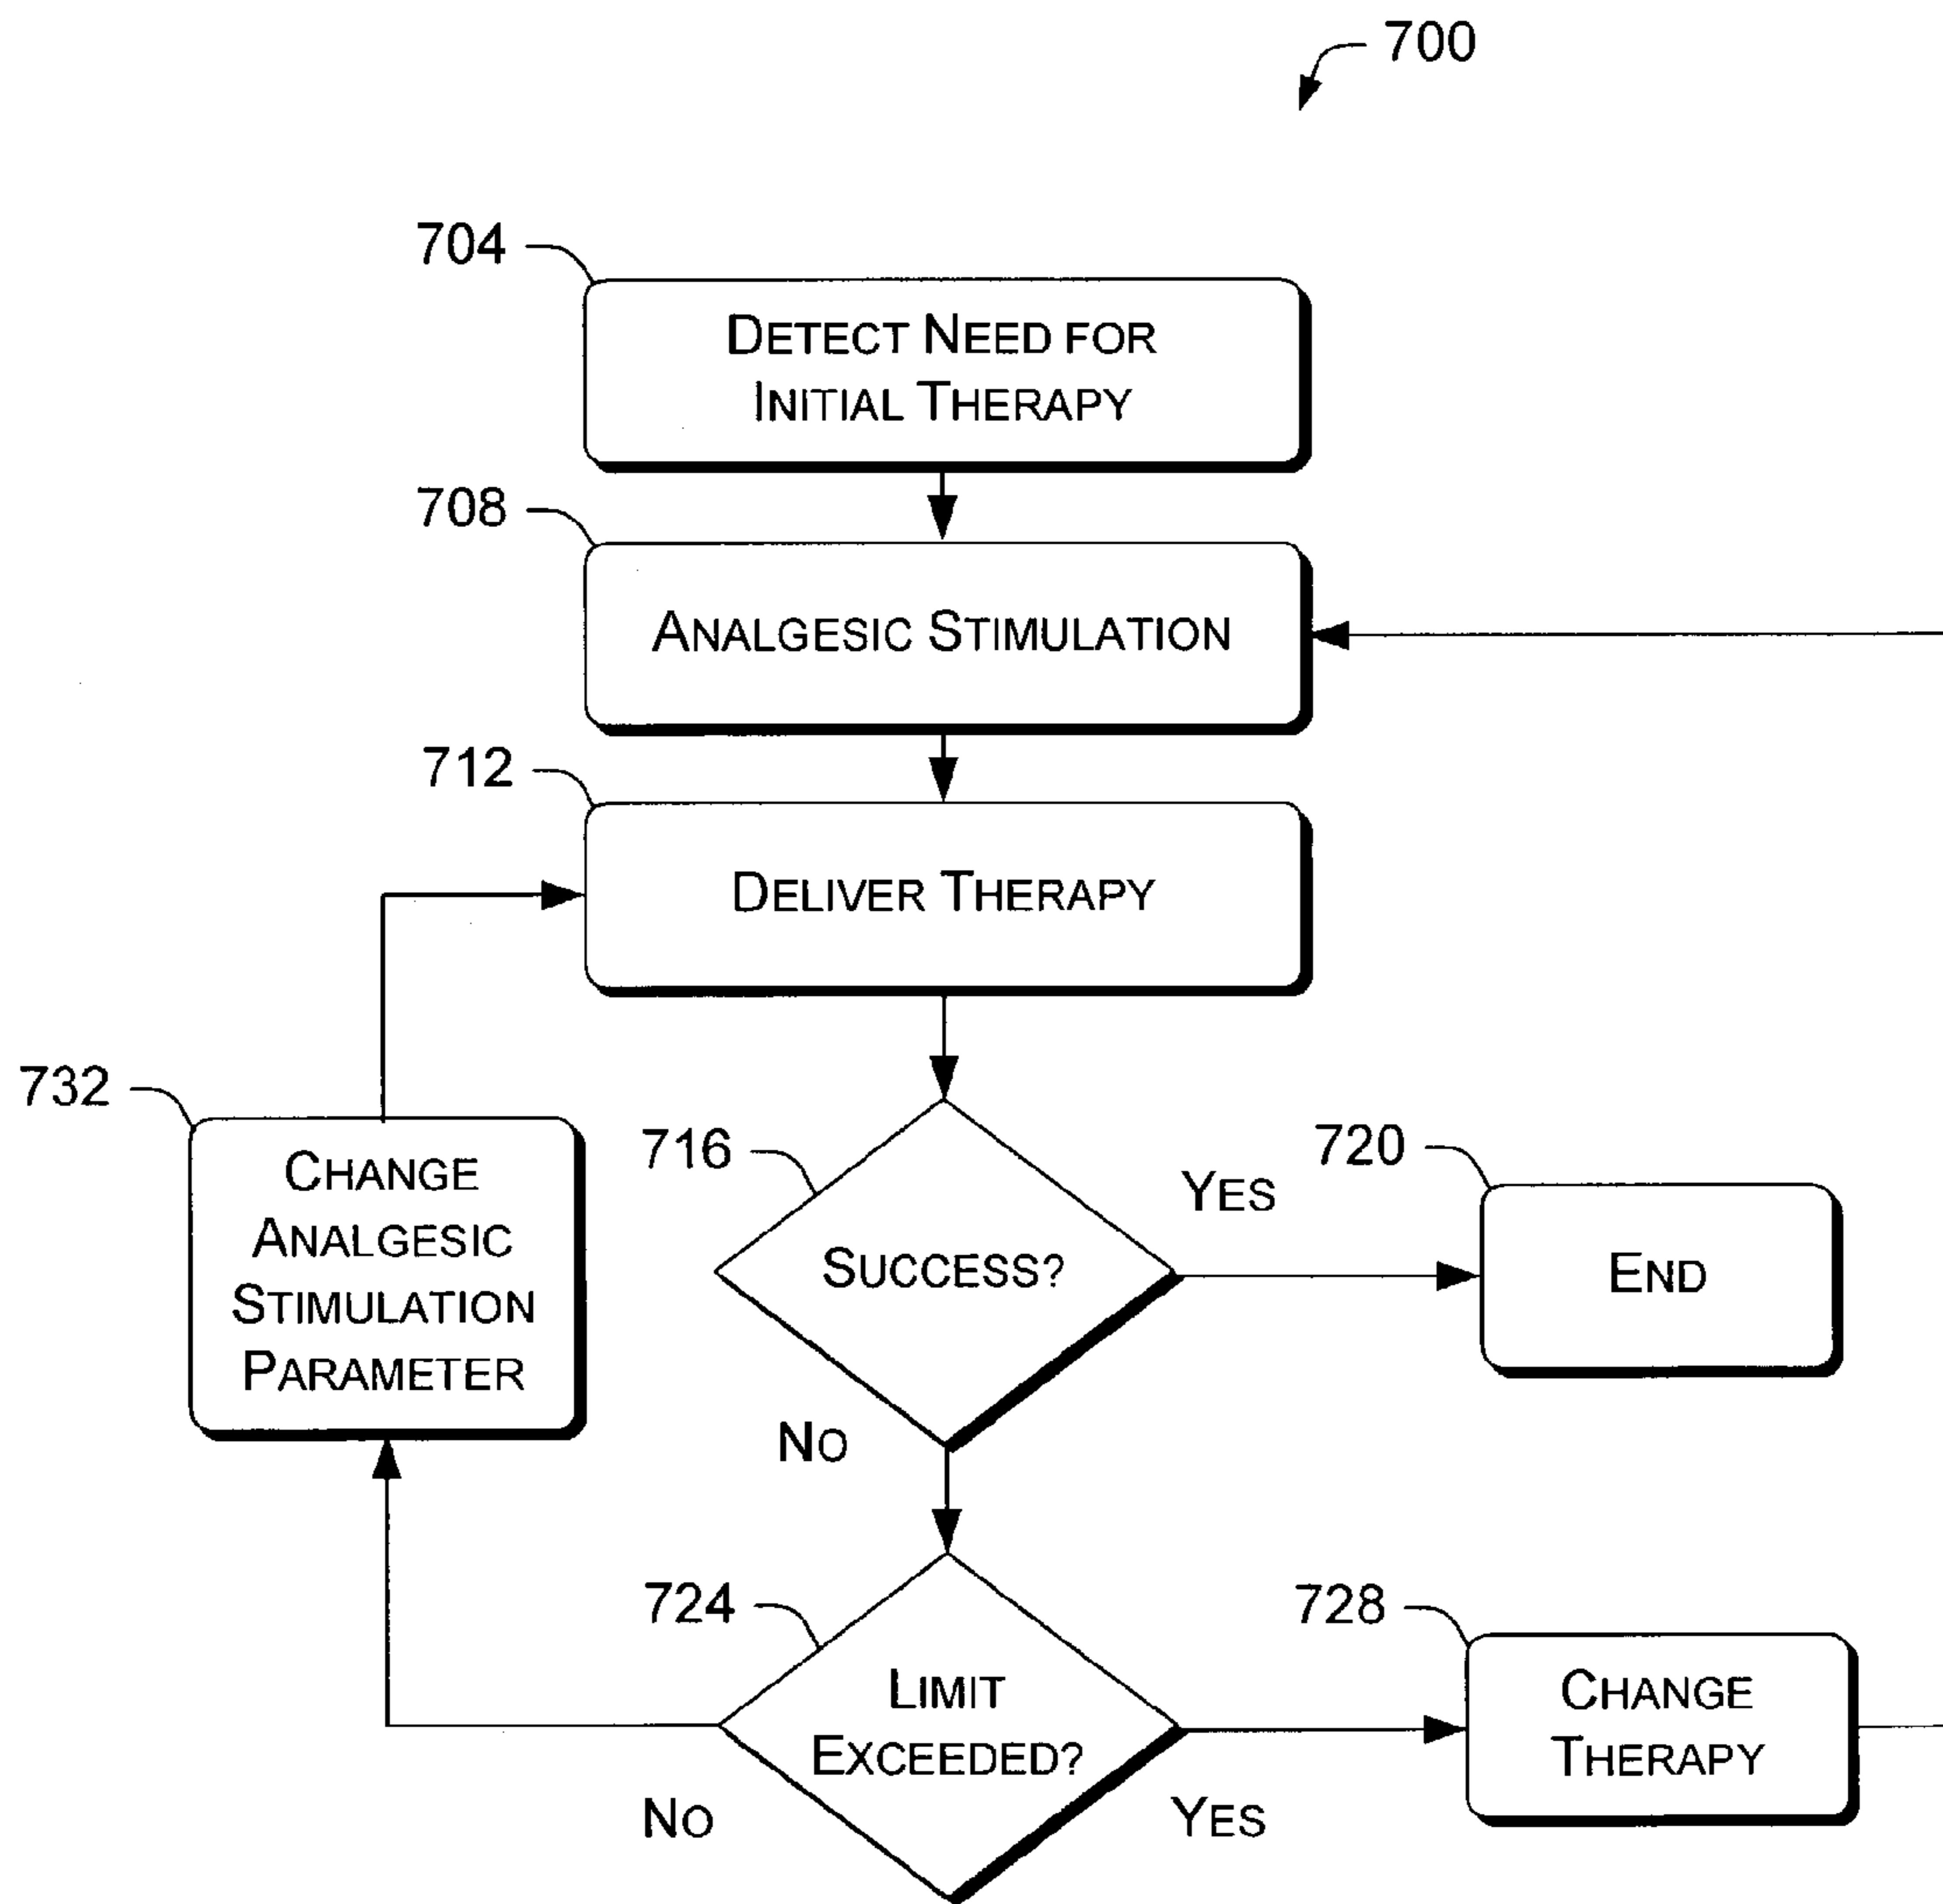 700
704
DETECT NEED FOR
INITIAL THERAPY
708
ANALGESIC STIMULATION
712
DELIVER THERAPY
732
CHANGE
ANALGESIC
STIMULATION
PARAMETER
716
SUCCESS?
YES
720
END
NO
724
LIMIT
EXCEEDED?
NO
YES
728
CHANGE
THERAPY